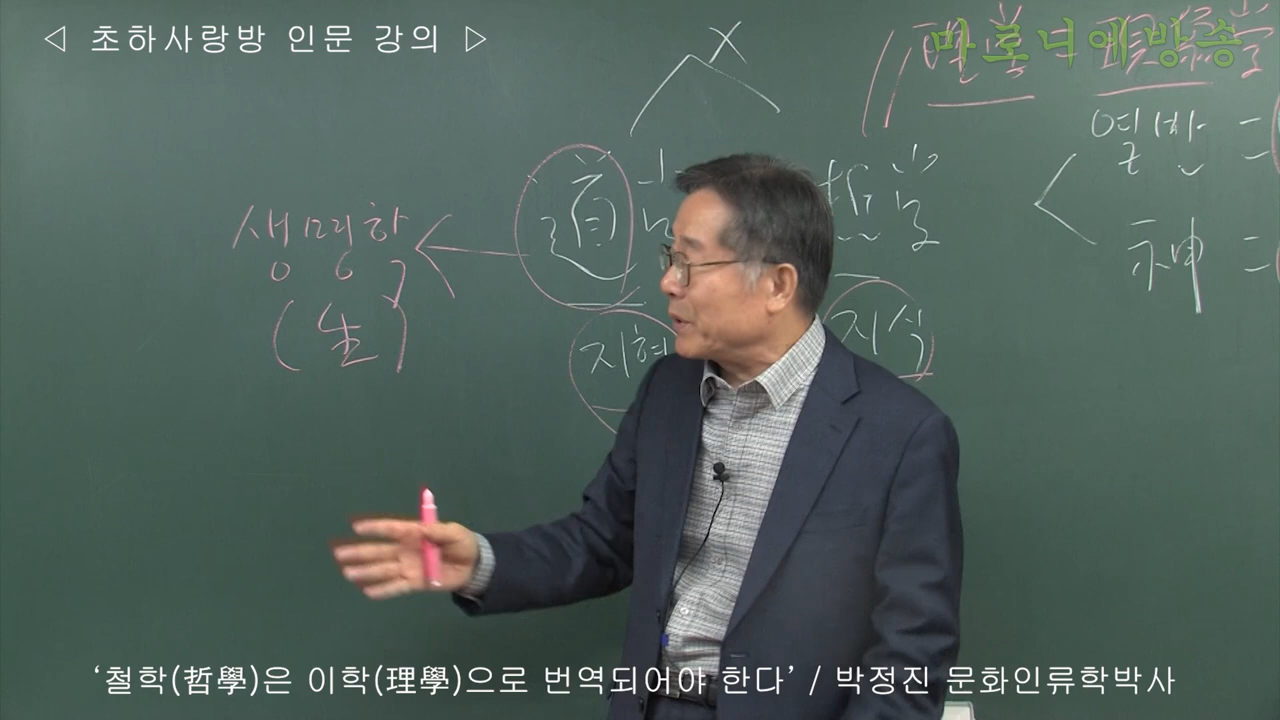 ◁ 초하사랑방 인문 강의 ▷
마로니에방송
열반 =
神 =
道
생명학
(生)
지혜
지식
‘철학(哲學)은 이학(理學)으로 번역되어야 한다’ / 박정진 문화인류학박사